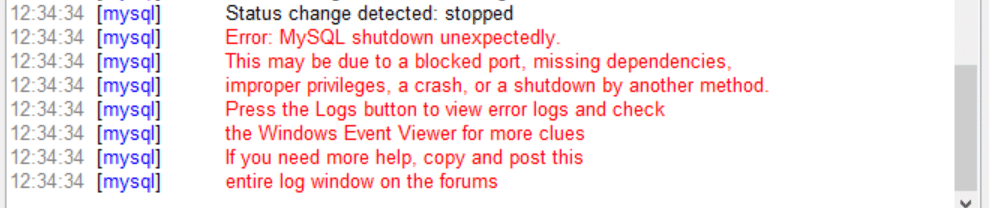 12:34:34 [mysql] Status change detected: stopped
12:34:34 [mysql] Error: MySQL shutdown unexpectedly.
12:34:34 [mysql] This may be due to a blocked port, missing dependencies,
12:34:34 [mysql] improper privileges, a crash, or a shutdown by another method.
12:34:34 [mysql] Press the Logs button to view error logs and check
12:34:34 [mysql] the Windows Event Viewer for more clues
12:34:34 [mysql] If you need more help, copy and post this
12:34:34 [mysql] entire log window on the forums